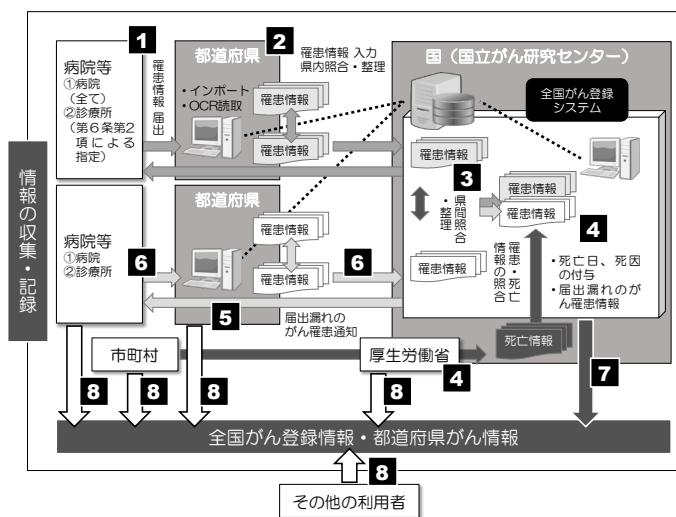 1
2
都道府県
罹患情報 入力
県内照合・整理
国（国立がん研究センター）
病院等
①病院
（全て）
②診療所
（第６条第２
項による
指定）
罹患情報 届出
・インポート
・OCR読取
罹患情報
罹患情報
全国がん登録
システム
罹患情報
3
県間照合
・整理
罹患情報
罹患情報
4
罹患情報
情報の収集・記録
都道府県
病院等
①病院
②診療所
6
罹患情報
罹患情報
6
罹患・死亡
情報の照合
・死亡日、死因
の付与
・届出漏れのが
ん罹患情報
5
届出漏れの
がん罹患通知
市町村
厚生労働省
4
死亡情報
7
8
8
8
8
全国がん登録情報・都道府県がん情報
8
その他の利用者